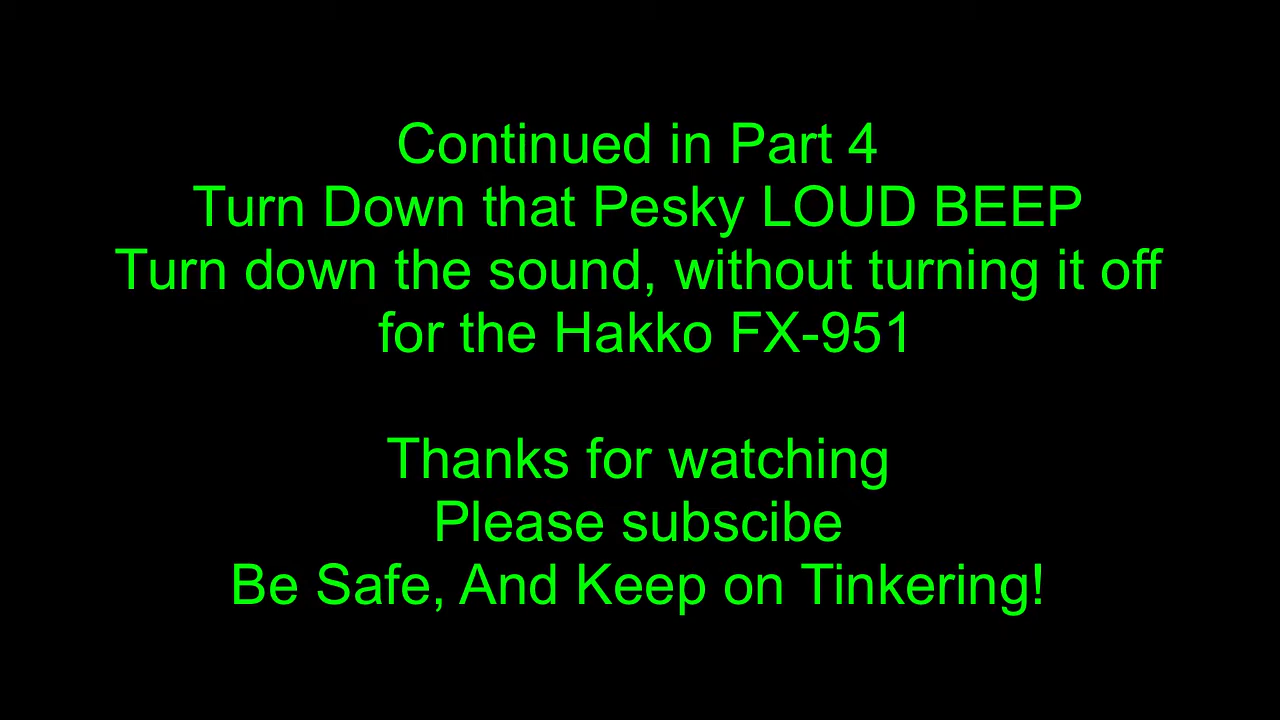 Continued in Part 4
Turn Down that Pesky LOUD BEEP
Turn down the sound, without turning it off
for the Hakko FX-951
Thanks for watching
Please subscibe
Be Safe, And Keep on Tinkering!